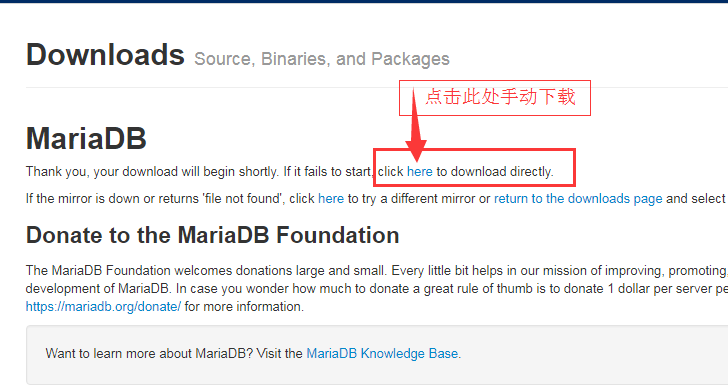 Downloads Source, Binaries, and Packages
点击此处手动下载
MariaDB
Thank you, your download will begin shortly. If it fails to start, click here to download directly.
If the mirror is down or returns 'file not found', click here to try a different mirror or return to the downloads page and select
Donate to the MariaDB Foundation
The MariaDB Foundation welcomes donations large and small. Every little bit helps in our mission of improving, promoting,
development of MariaDB. In case you wonder how much to donate a great rule of thumb is to donate 1 dollar per server pe
https://mariadb.org/donate/ for more information.
Want to learn more about MariaDB? Visit the MariaDB Knowledge Base.